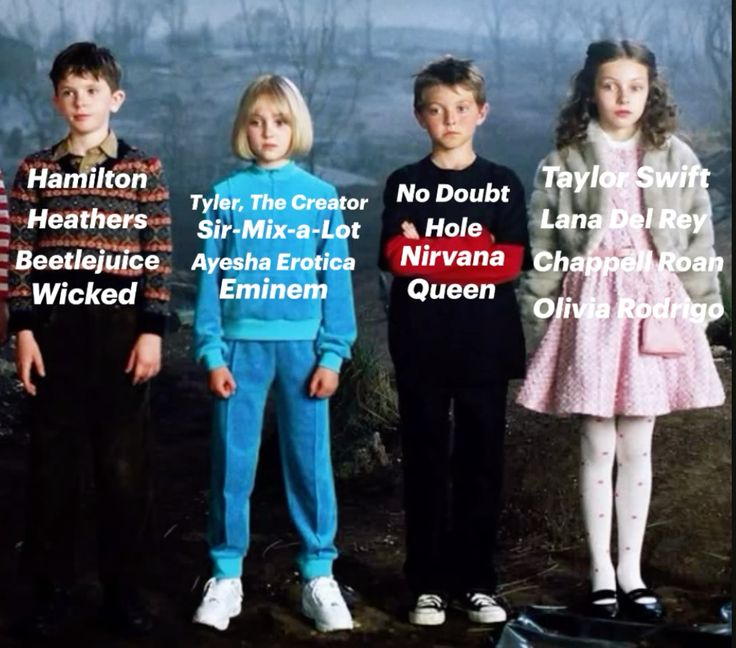 Hamilton
Heathers
Beetlejuice
Wicked
Tyler, The Creator
Sir-Mix-a-Lot
Ayesha Erotica
Eminem
No Doubt
Hole
Nirvana
Queen
Taylor Swift
Lana Del Rey
Chappell Roan
Olivia Rodrigo